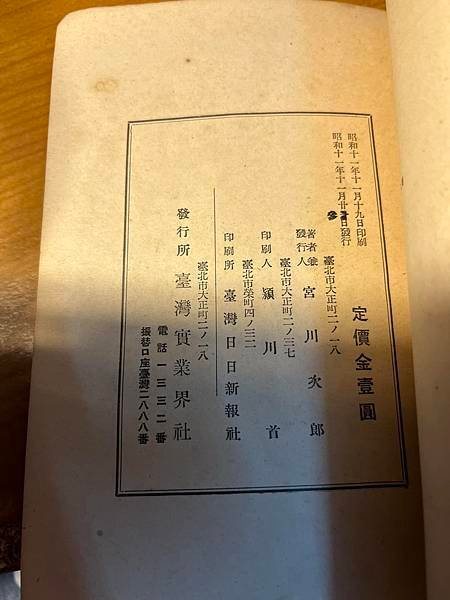 昭和十一年十一月十九日印刷
昭和十一年十一月廿 日發行
定價金壹圓
臺北市大正町二ノ一八
著者兼
發行人 宮川次郎
臺北市大正町二ノ三七
印刷人 頴川首
臺北市榮町四ノ三二
印刷所 臺灣日日新報社
臺北市大正町二ノ一八
發行所 臺灣實業界社
電話一三三二番
振替口座臺灣二八八八番